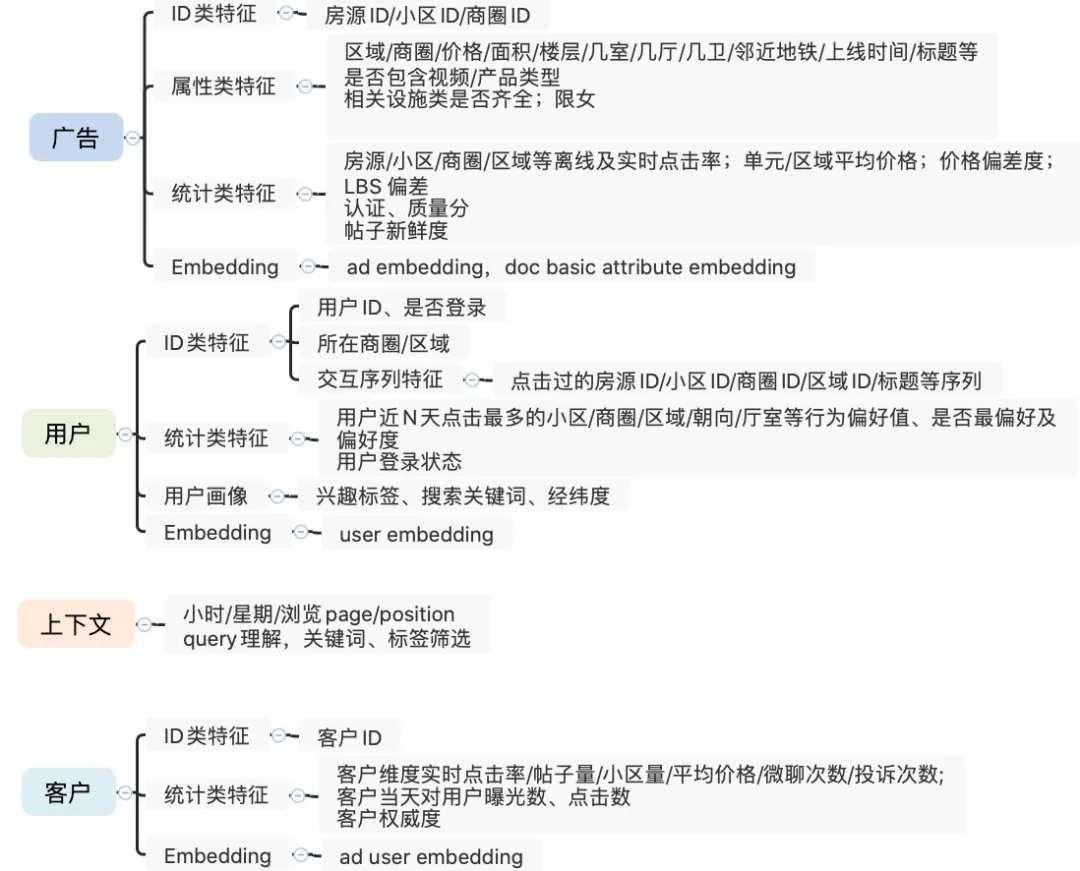 广告
ID类特征
房源ID/小区ID/商圈ID
属性类特征
区域/商圈/价格/面积/楼层/几室/几厅/几卫/邻近地铁/上线时间/标题等
是否包含视频/产品类型
相关设施类是否齐全；限女
统计类特征
房源/小区/商圈/区域等离线及实时点击率；单元/区域平均价格；价格偏差度；
LBS 偏差
认证、质量分
帖子新鲜度
Embedding
ad embedding，doc basic attribute embedding
用户
ID类特征
用户ID、是否登录
所在商圈/区域
交互序列特征
点击过的房源ID/小区ID/商圈ID/区域ID/标题等序列
统计类特征
用户近N天点击最多的小区/商圈/区域/朝向/厅室等行为偏好值、是否最偏好及
偏好度
用户登录状态
用户画像
兴趣标签、搜索关键词、经纬度
Embedding
user embedding
上下文
小时/星期/浏览page/position
query理解，关键词、标签筛选
客户
ID类特征
客户ID
统计类特征
客户维度实时点击率/帖子量/小区量/平均价格/微聊次数/投诉次数;
客户当天对用户曝光数、点击数
客户权威度
Embedding
ad user embedding